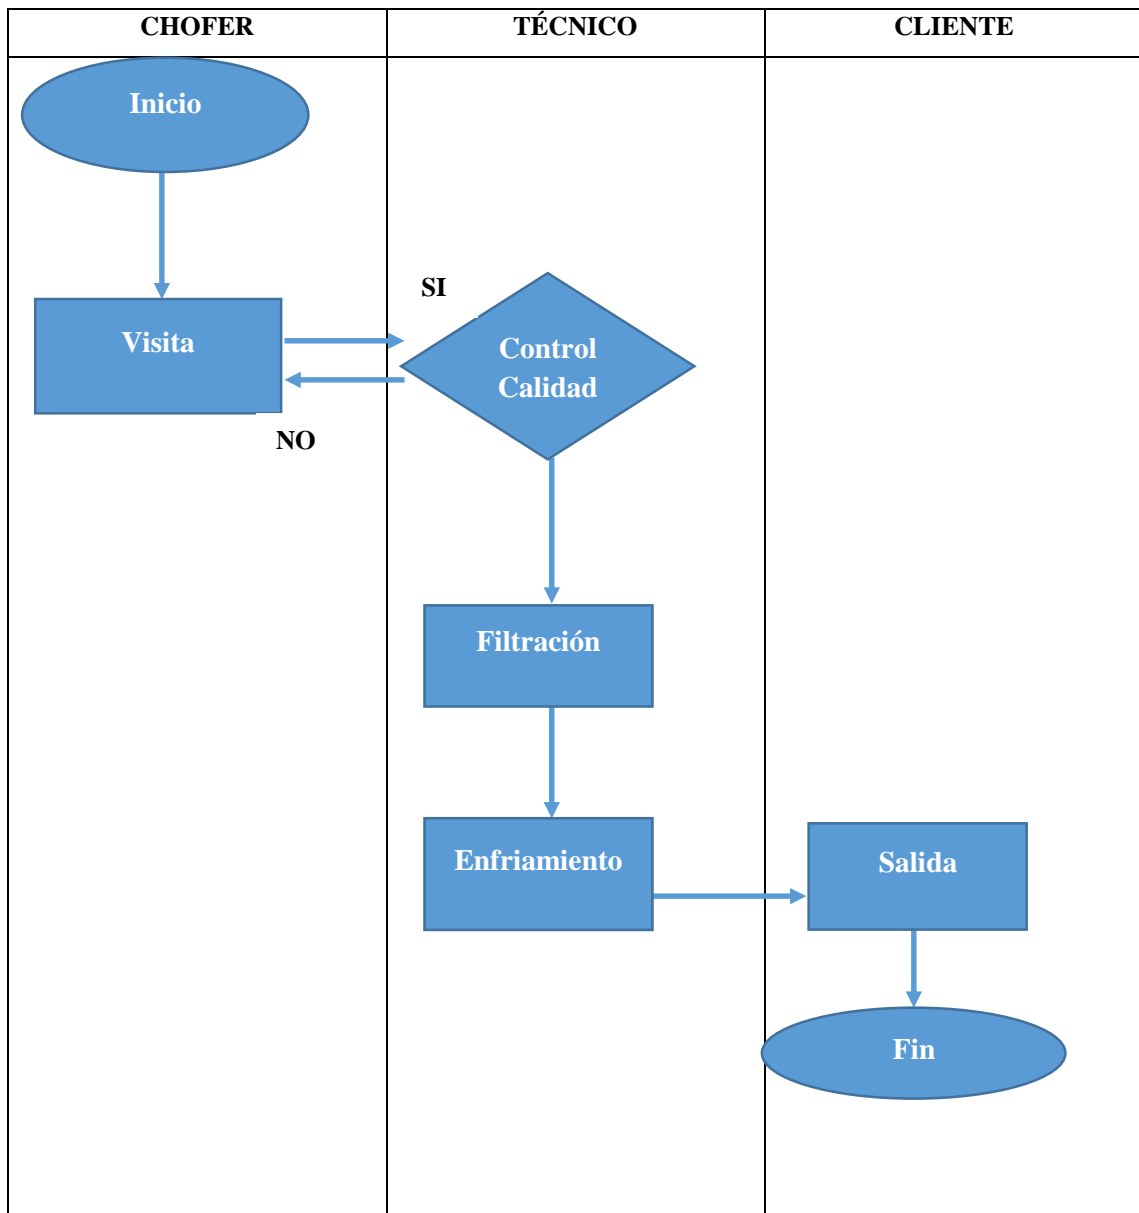 CHOFER
TÉCNICO
CLIENTE
Inicio
SI
Visita
Control
Calidad
NO
Filtración
Enfriamiento
Salida
Fin